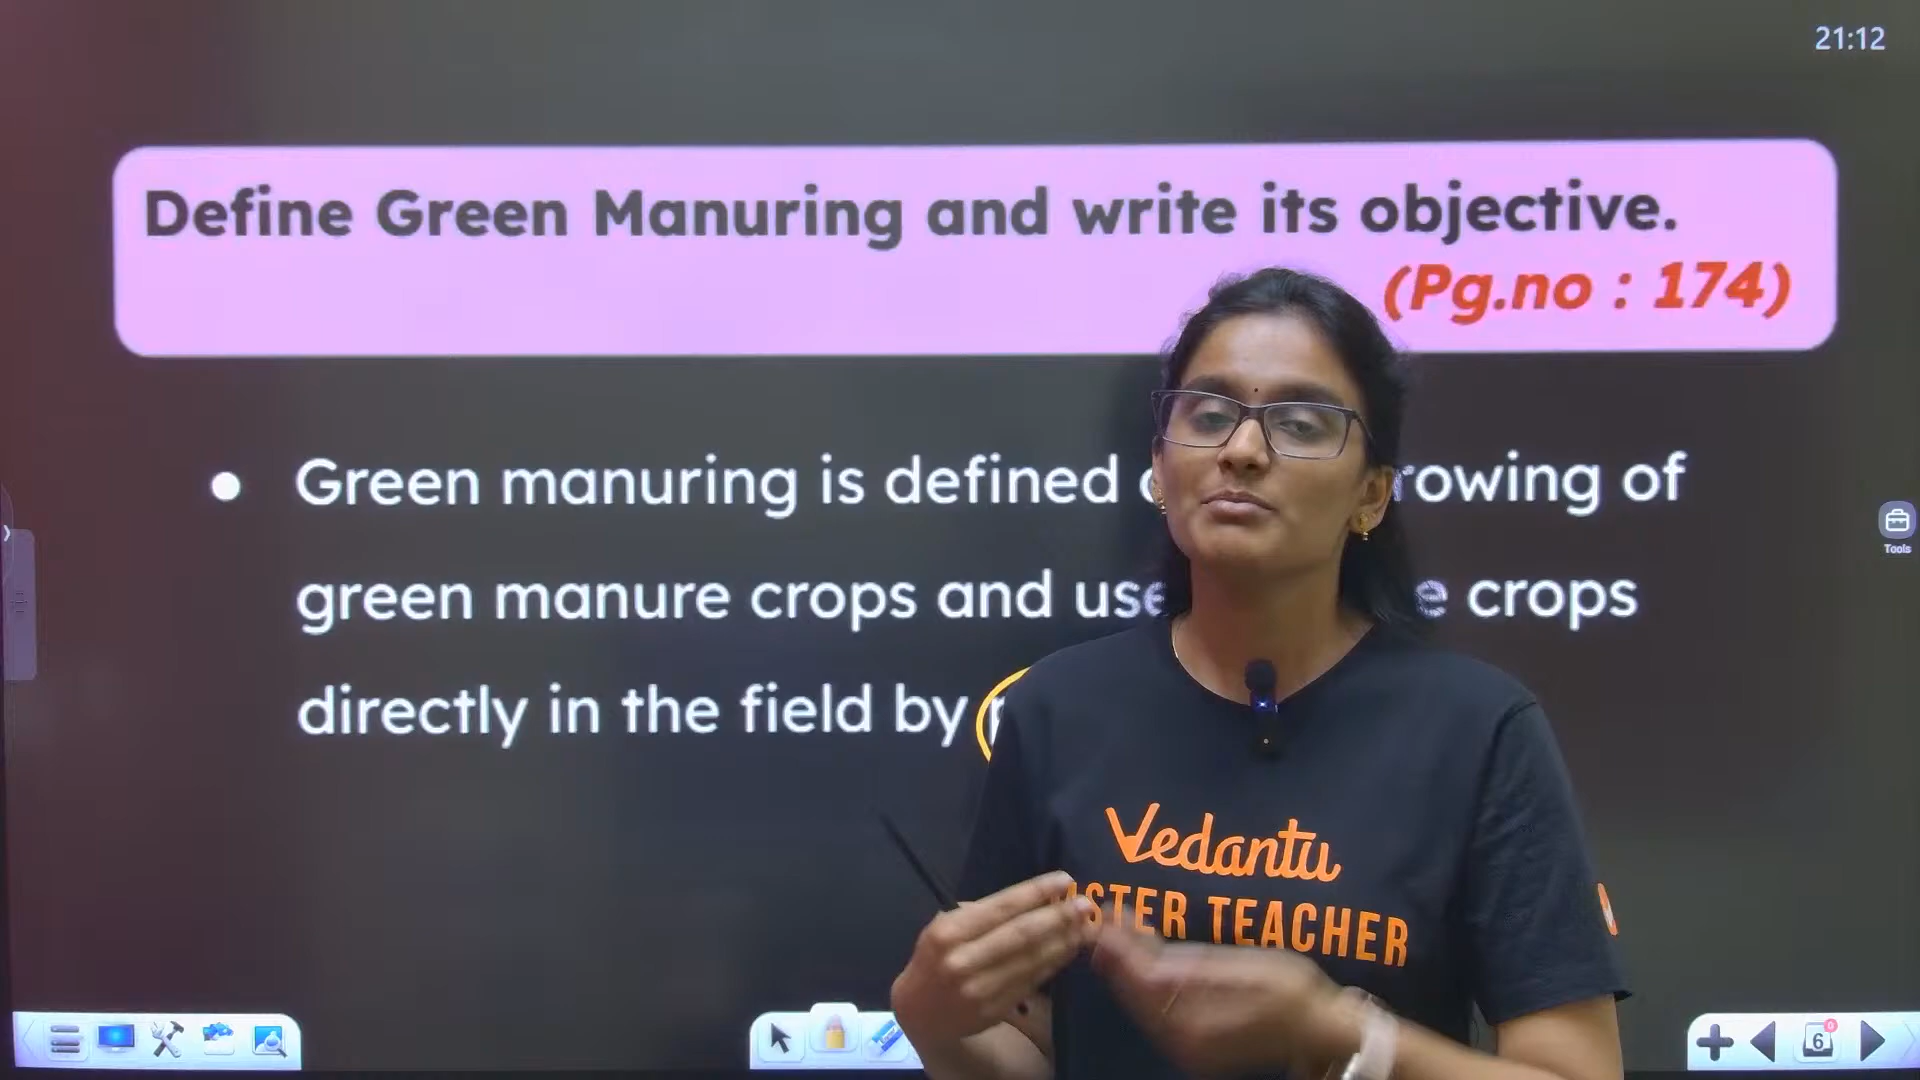 21:12
Define Green Manuring and write its objective.
(Pg.no : 174)
Green manuring is defined rowing of
green manure crops and use crops
directly in the field by
Tools
Vedantu
TEACHER
6